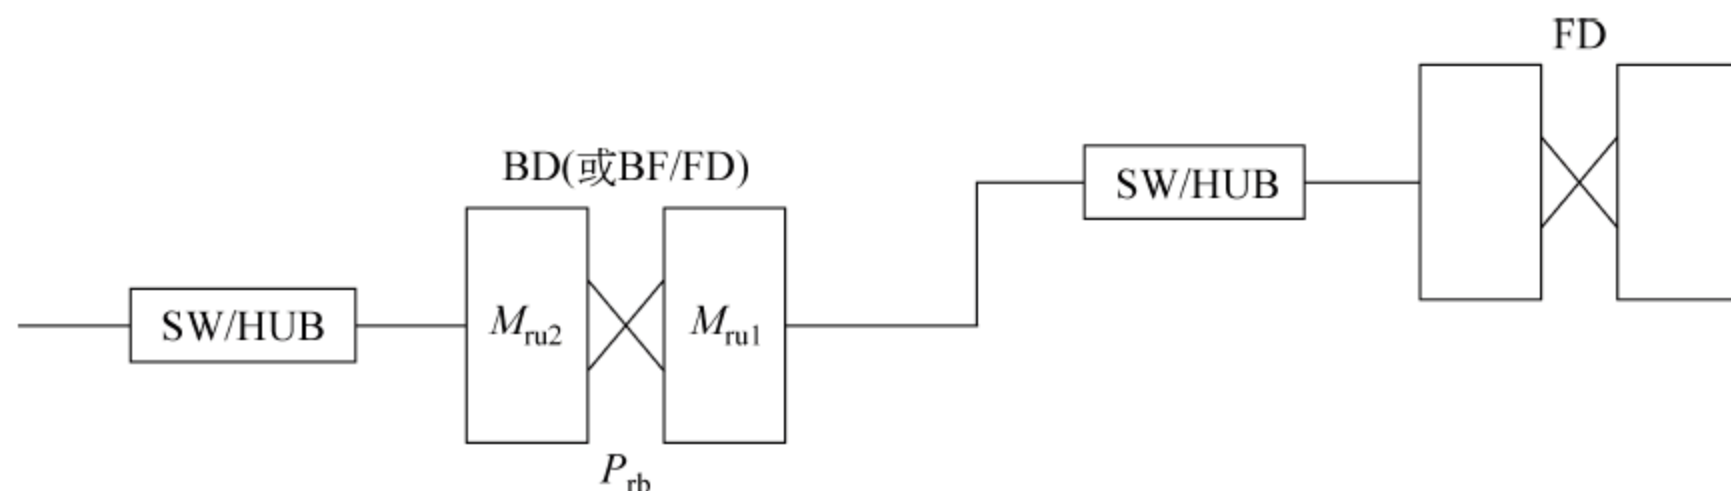 FD
BD(或BF/FD)
SW/HUB
SW/HUB
Mru2
Mru1
Prb